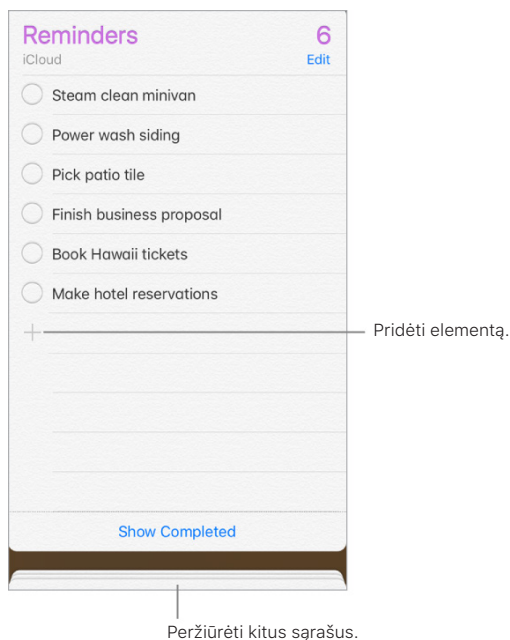 Reminders 6
iCloud Edit
Steam clean minivan
Power wash siding
Pick patio tile
Finish business proposal
Book Hawaii tickets
Make hotel reservations
Pridėti elementą.
Show Completed
Peržiūrėti kitus sąrašus.